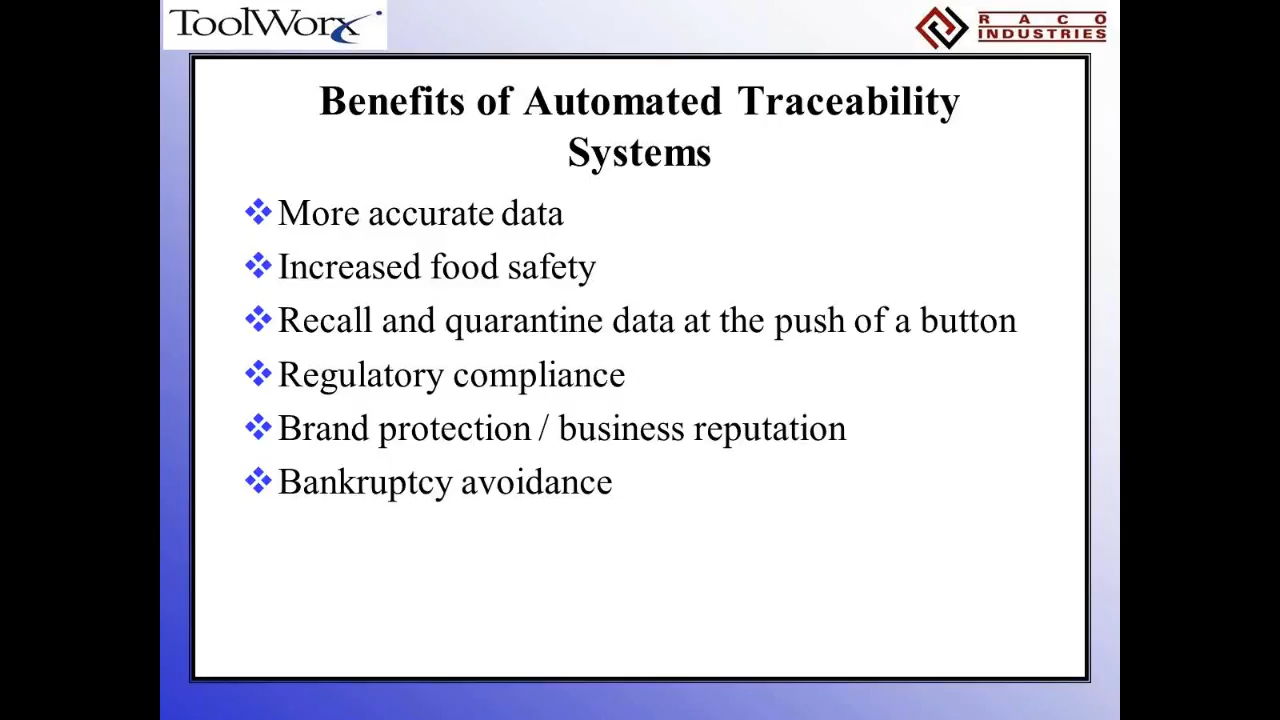 ToolWorx
RACO
INDUSTRIES
Benefits of Automated Traceability
Systems
More accurate data
Increased food safety
Recall and quarantine data at the push of a button
Regulatory compliance
Brand protection / business reputation
Bankruptcy avoidance